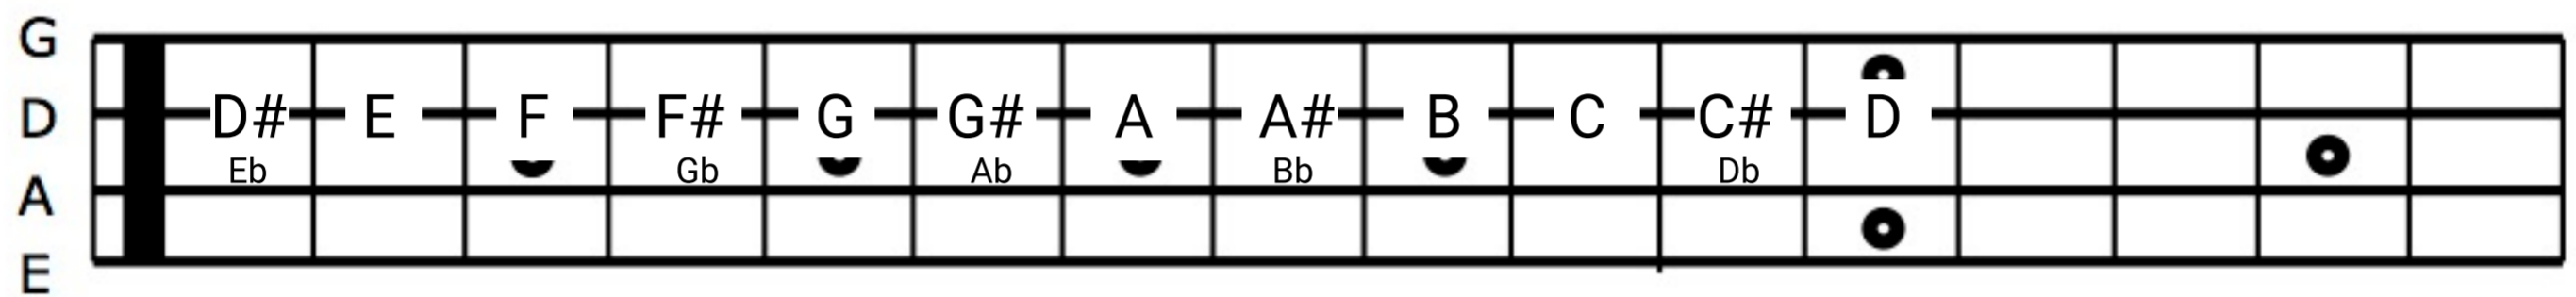 G
D D# E F F# G G# A A# B C C# D
Eb Gb Ab Bb Db
A
E